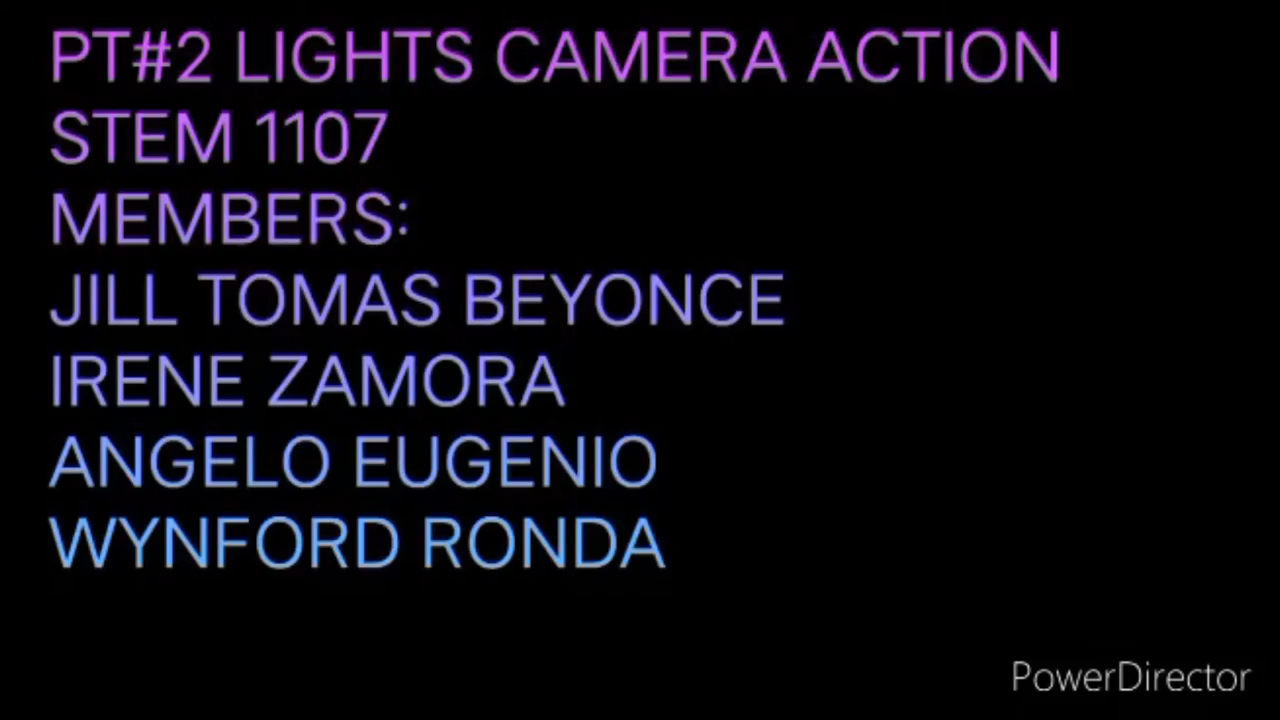 PT#2 LIGHTS CAMERA ACTION
STEM 1107
MEMBERS:
JILL TOMAS BEYONCE
IRENE ZAMORA
ANGELO EUGENIO
WYNFORD RONDA
PowerDirector